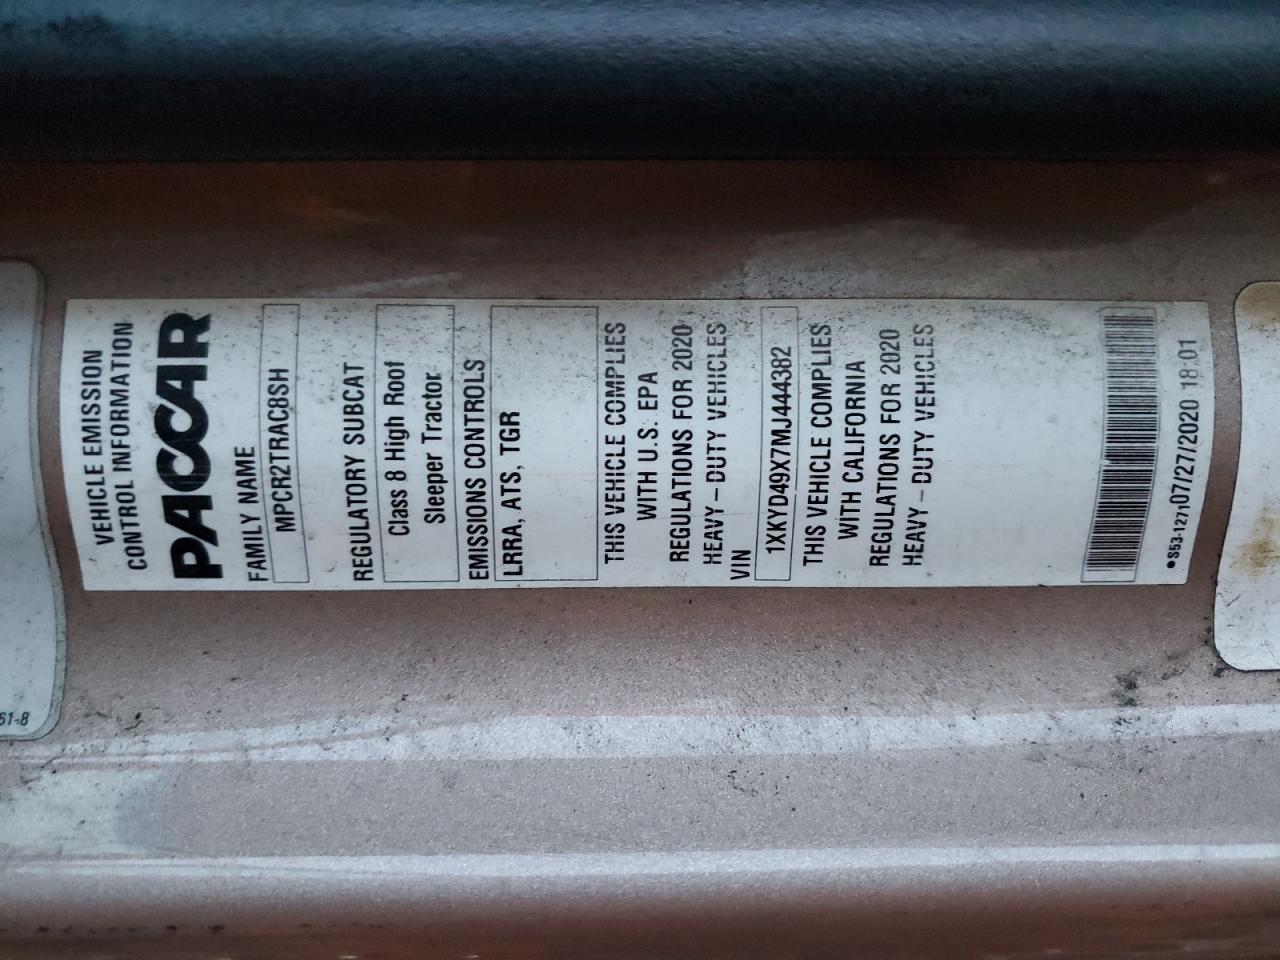 VEHICLE EMISSION
CONTROL INFORMATION
PACCAR
FAMILY NAME
MPCR2TRAC8SH
REGULATORY SUBCAT
Class 8 High Roof
Sleeper Tractor
EMISSIONS CONTROLS
LRRA, ATS, TGR
THIS VEHICLE COMPLIES
WITH U.S. EPA
REGULATIONS FOR 2020
HEAVY-DUTY VEHICLES
VIN
1XKYD49X7MJ444382
THIS VEHICLE COMPLIES
WITH CALIFORNIA
REGULATIONS FOR 2020
HEAVY-DUTY VEHICLES
●S53-1271 07/27/2020 18:01
61-8